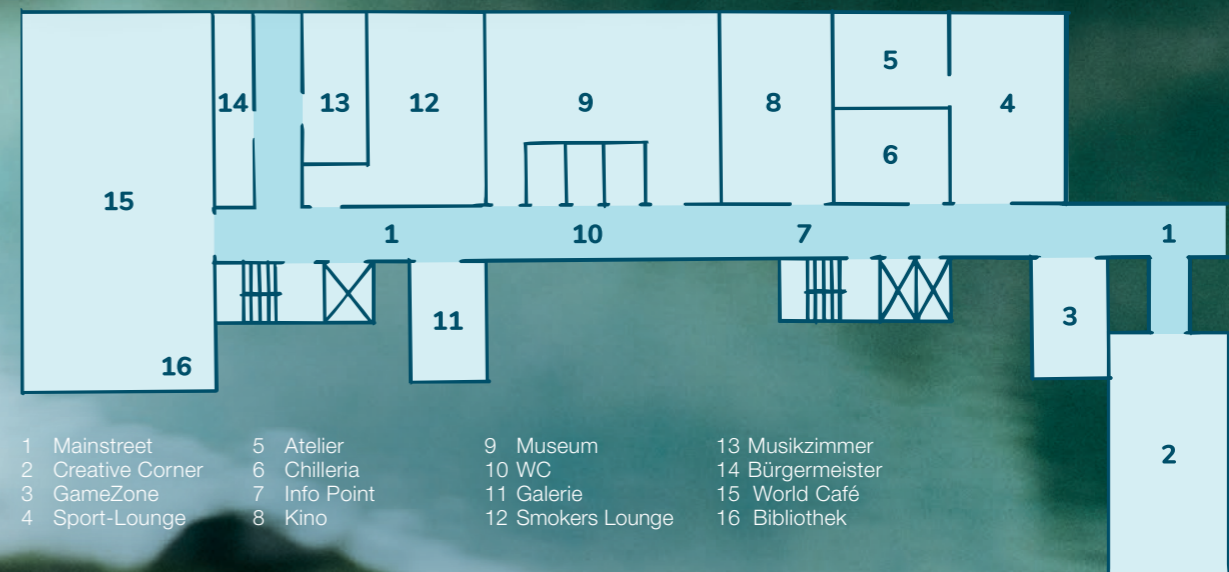 5
14
13
12
9
8
4
6
15
1
10
7
1
11
3
16
2
1 Mainstreet
2 Creative Corner
3 GameZone
4 Sport-Lounge
5 Atelier
6 Chilleria
7 Info Point
8 Kino
9 Museum
10 WC
11 Galerie
12 Smokers Lounge
13 Musikzimmer
14 Bürgermeister
15 World Café
16 Bibliothek